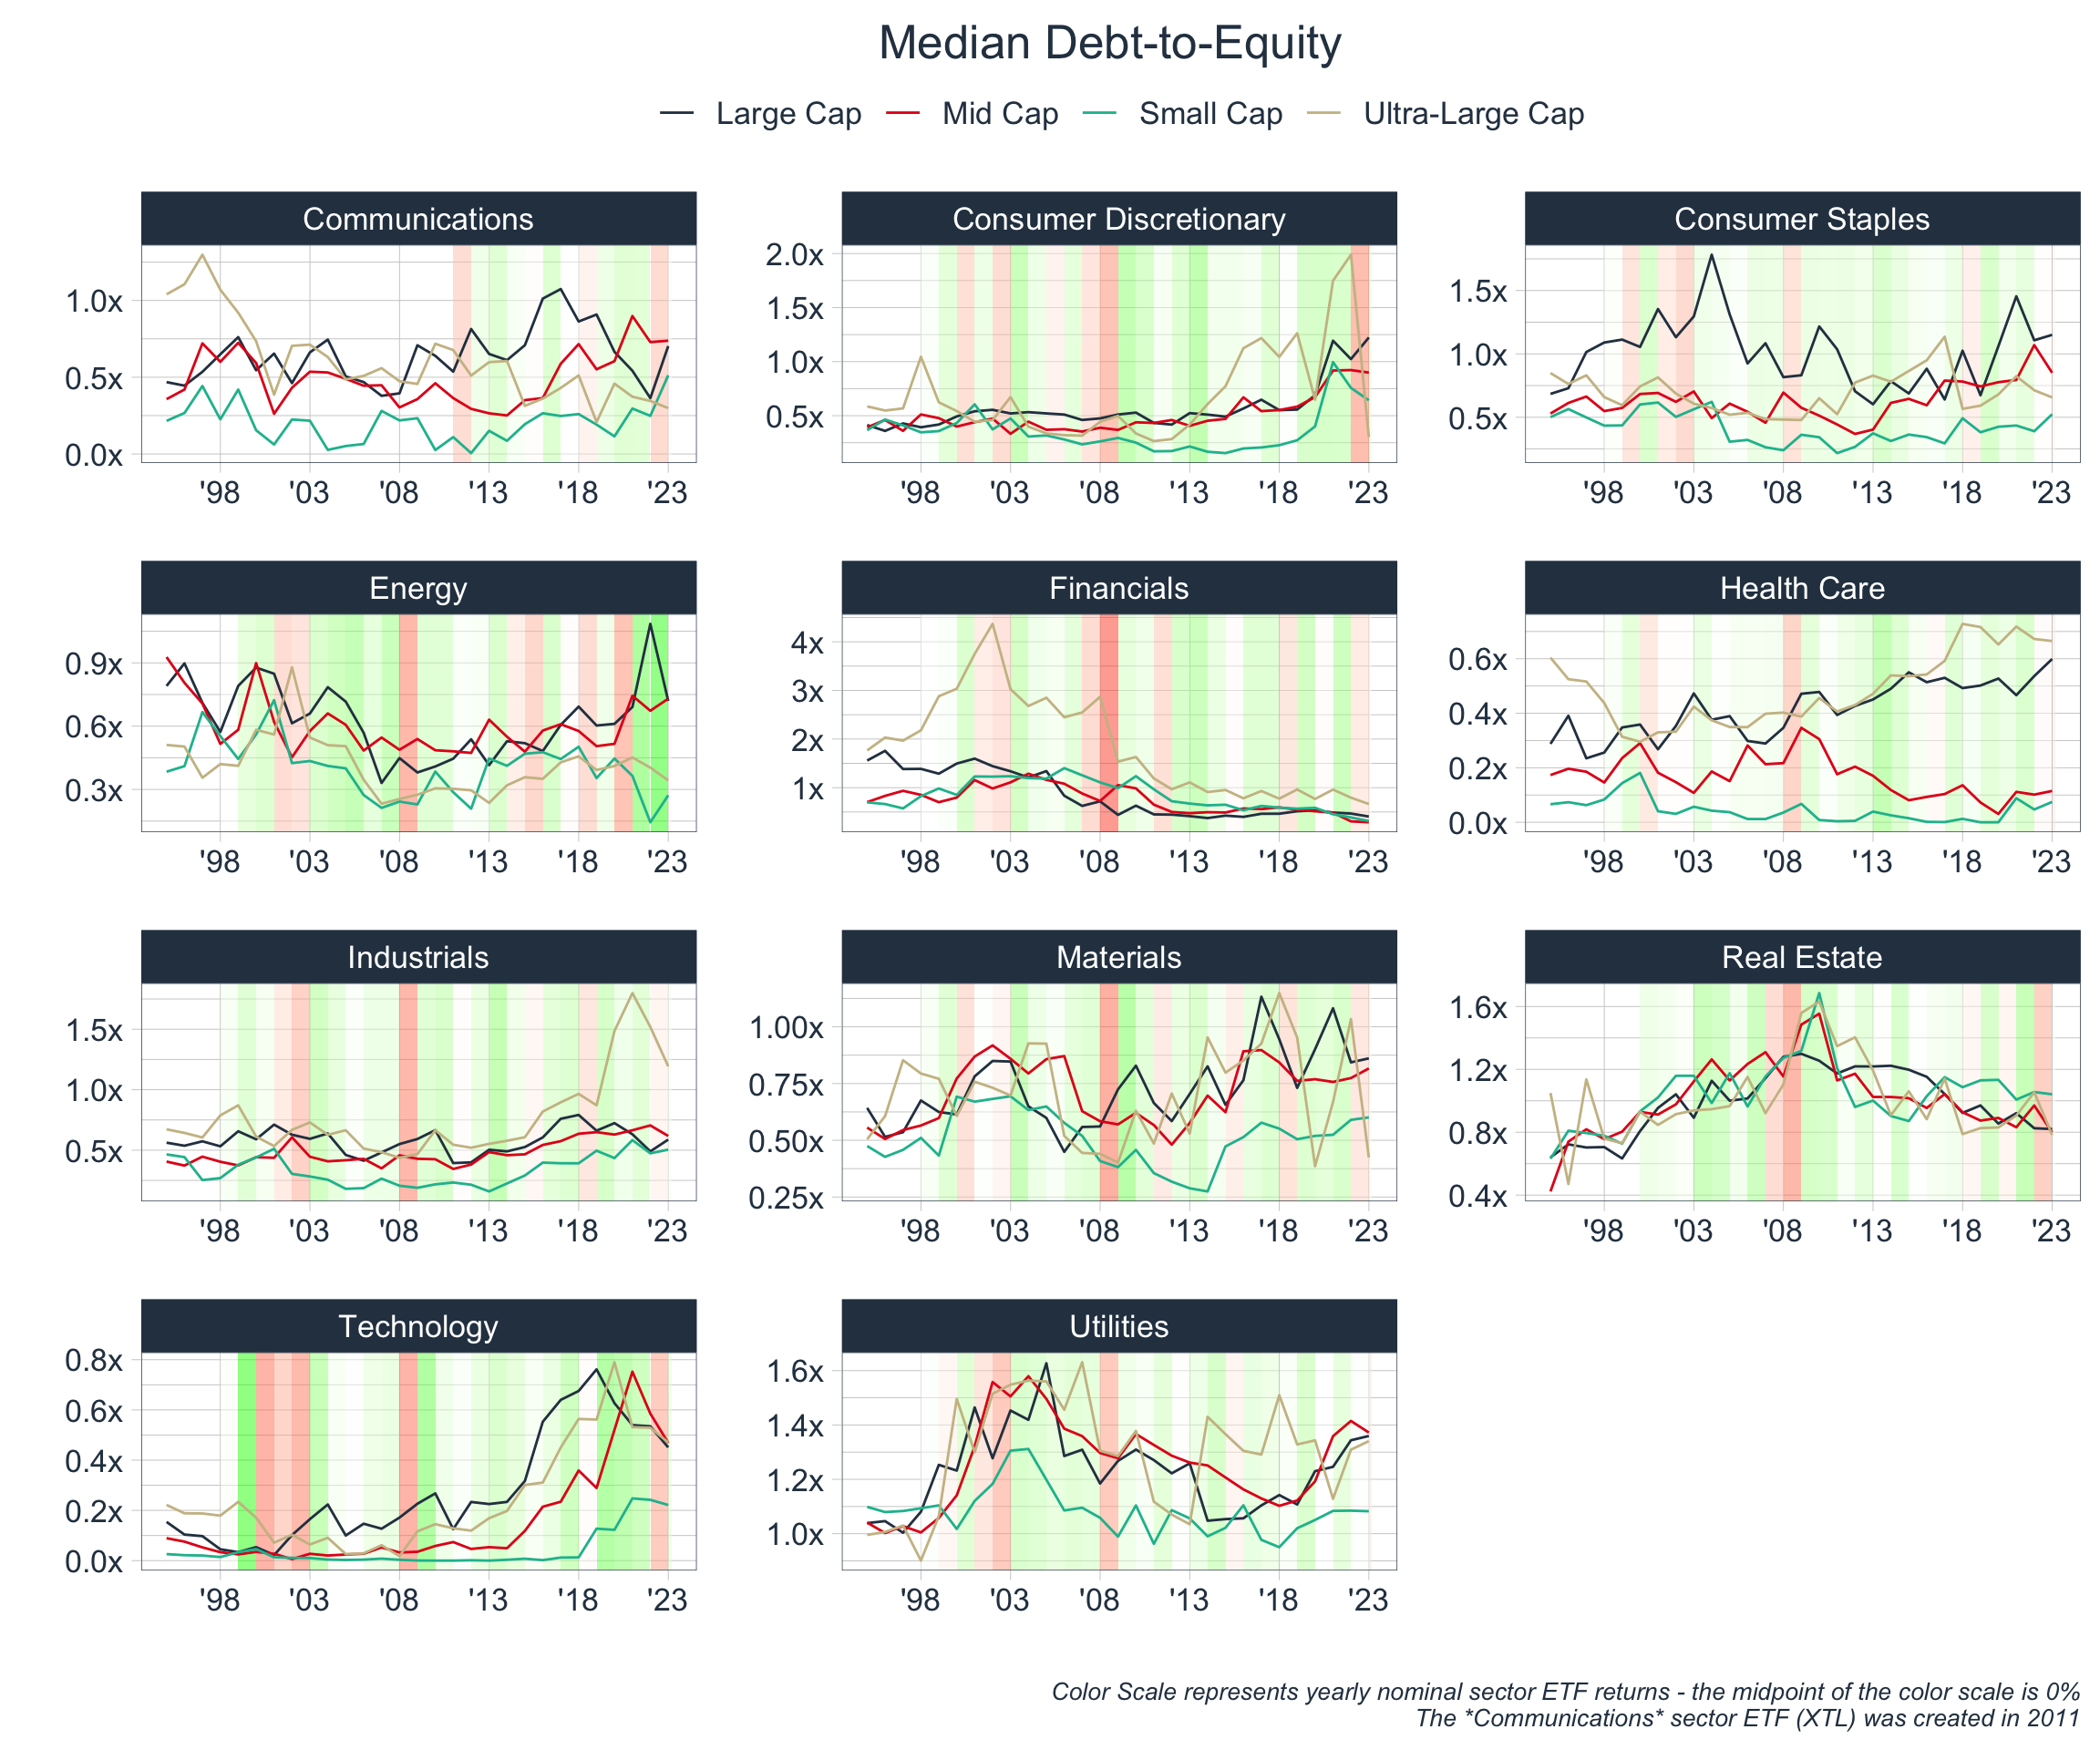 Median Debt-to-Equity
Large Cap Mid Cap Small Cap Ultra-Large Cap
Communications
1.0x
0.5x
0.0x
'98 '03 '08 '13 '18 '23
Consumer Discretionary
2.0x
1.5x
1.0x
0.5x
'98 '03 '08 '13 '18 '23
Consumer Staples
1.5x
1.0x
0.5x
'98 '03 '08 '13 '18 '23
Energy
0.9x
0.6x
0.3x
'98 '03 '08 '13 '18 '23
Financials
4x
3x
2x
1x
'98 '03 '08 '13 '18 '23
Health Care
0.6x
0.4x
0.2x
0.0x
'98 '03 '08 '13 '18 '23
Industrials
1.5x
1.0x
0.5x
'98 '03 '08 '13 '18 '23
Materials
1.00x
0.75x
0.50x
0.25x
'98 '03 '08 '13 '18 '23
Real Estate
1.6x
1.2x
0.8x
0.4x
'98 '03 '08 '13 '18 '23
Technology
0.8x
0.6x
0.4x
0.2x
0.0x
'98 '03 '08 '13 '18 '23
Utilities
1.6x
1.4x
1.2x
1.0x
'98 '03 '08 '13 '18 '23
Color Scale represents yearly nominal sector ETF returns - the midpoint of the color scale is 0%
The *Communications* sector ETF (XTL) was created in 2011